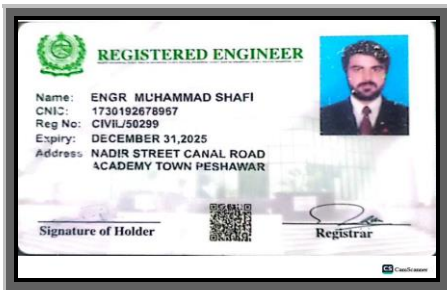 REGISTERED ENGINEER
Name: ENGR MUHAMMAD SHAFI
CNIC: 1730192678967
Reg No: CIVIL/50299
Expiry: DECEMBER 31,2025
Address NADIR STREET CANAL ROAD
ACADEMY TOWN PESHAWAR
Signature of Holder
Registrar
CS CamScanner